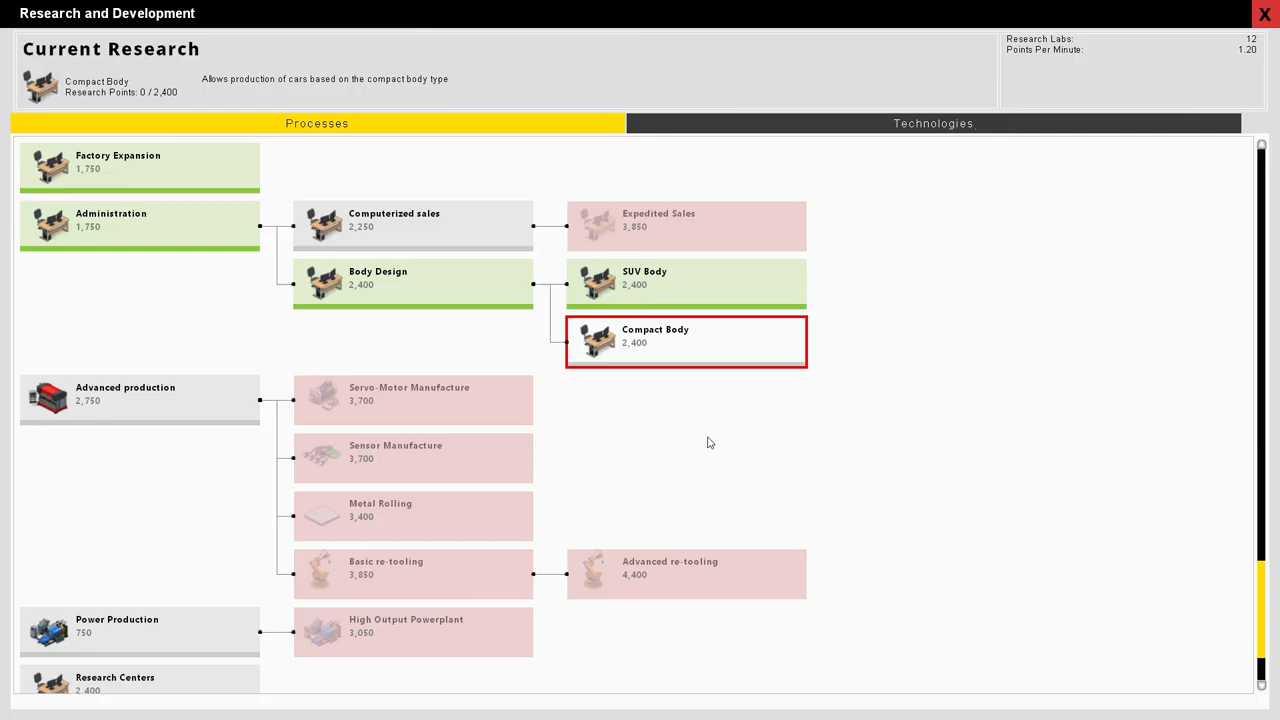 Research and Development
X
Current Research
Compact Body
Research Points: 0 / 2,400
Allows production of cars based on the compact body type
Research Labs: 12
Points Per Minute: 1.20
Processes
Technologies
Factory Expansion
1,750
Administration
1,750
Computerized sales
2,250
Expedited Sales
3,850
Body Design
2,400
SUV Body
2,400
Compact Body
2,400
Advanced production
2,750
Servo-Motor Manufacture
3,700
Sensor Manufacture
3,700
Metal Rolling
3,400
Basic re-tooling
3,850
Advanced re-tooling
4,400
Power Production
750
High Output Powerplant
3,050
Research Centers
2,400